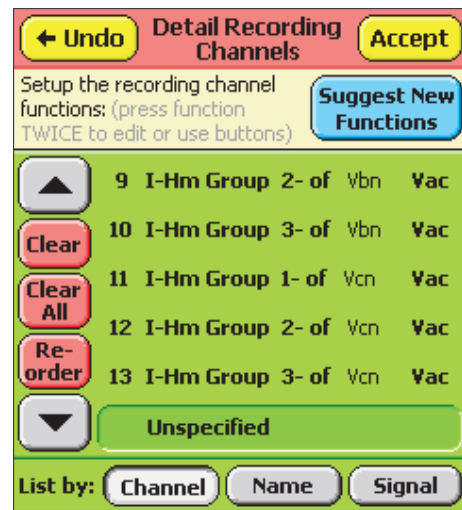 ← Undo
Detail Recording
Channels
Accept
Setup the recording channel
functions: (press function
TWICE to edit or use buttons)
Suggest New
Functions
9 I-Hm Group 2- of Vbn Vac
10 I-Hm Group 3- of Vbn Vac
11 I-Hm Group 1- of Vcn Vac
12 I-Hm Group 2- of Vcn Vac
13 I-Hm Group 3- of Vcn Vac
Unspecified
Clear
Clear
All
Re-
order
List by: Channel Name Signal